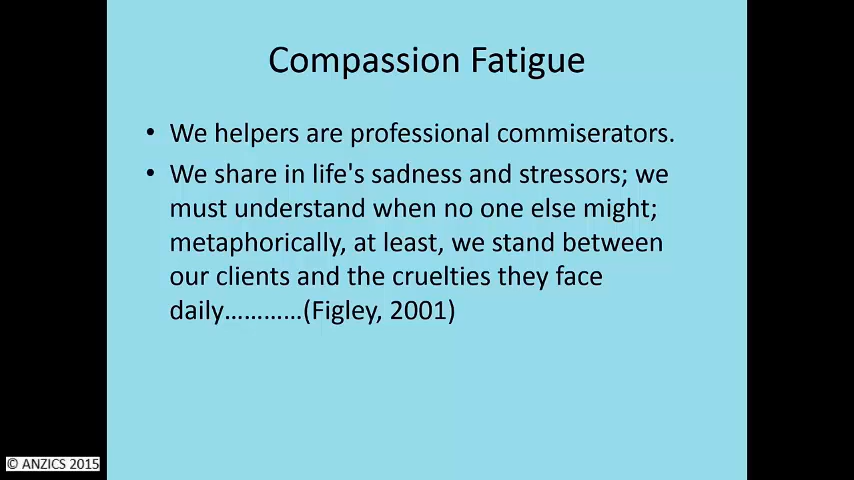 Compassion Fatigue
• We helpers are professional commiserators.
• We share in life's sadness and stressors; we
must understand when no one else might;
metaphorically, at least, we stand between
our clients and the cruelties they face
daily…………(Figley, 2001)
© ANZICS 2015